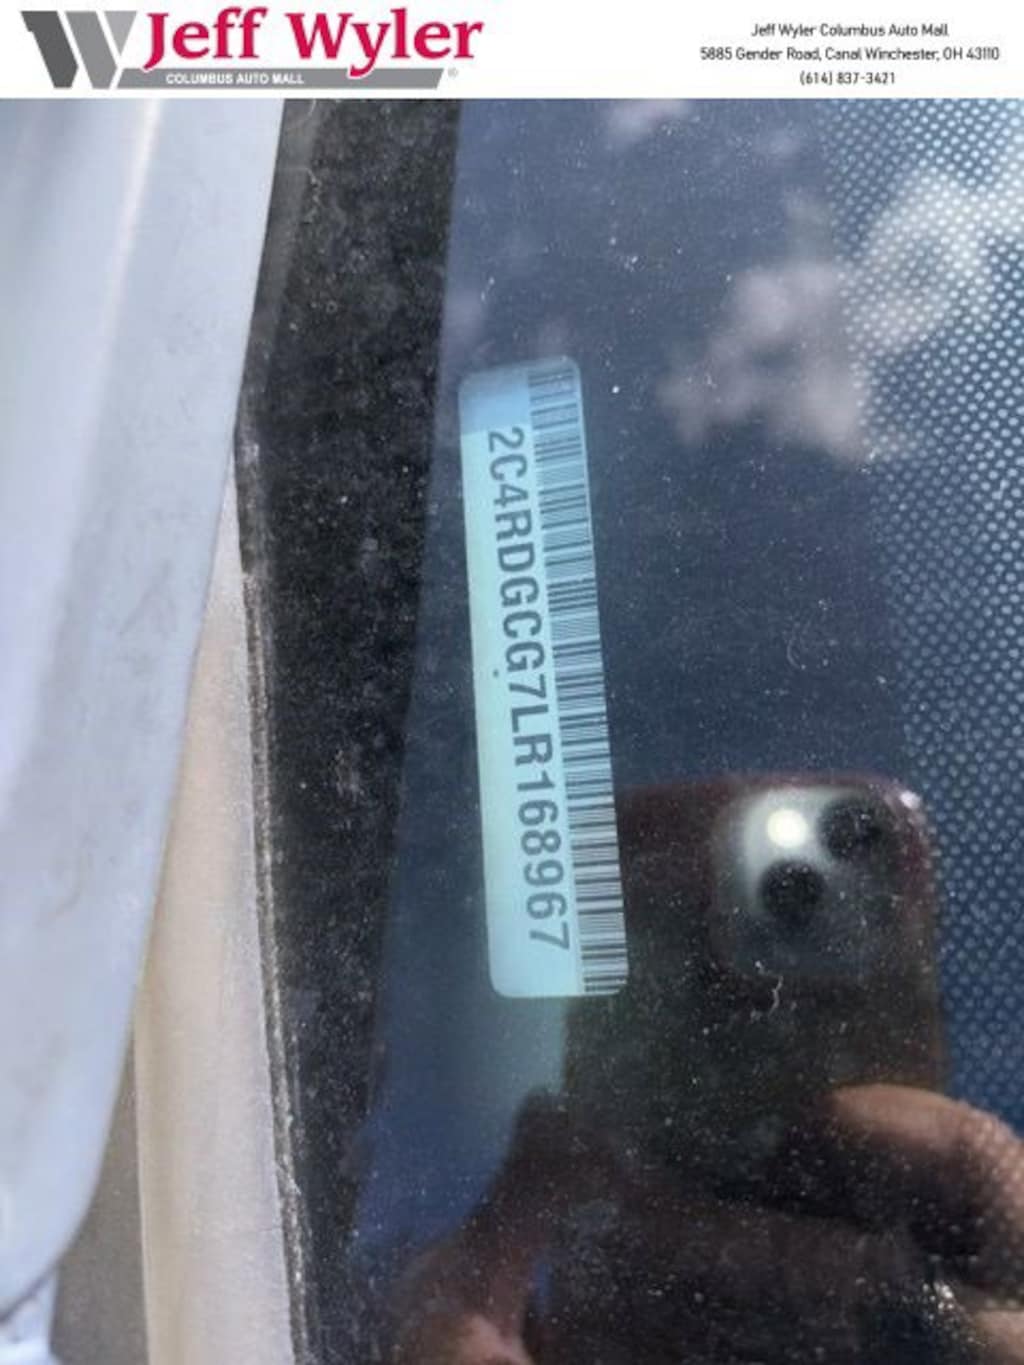 Jeff Wyler
COLUMBUS AUTO MALL
Jeff Wyler Columbus Auto Mall
5885 Gender Road, Canal Winchester, OH 43110
(614) 837-3421
2C4RDGCG7LR168967